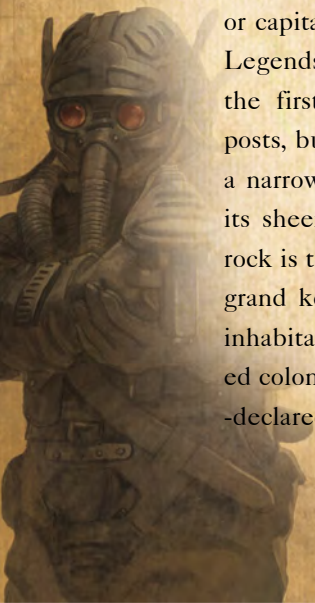 or capita
Legends
the first
posts, bu
a narrow
its shee
rock is t
grand k
inhabita
ed colon
-declare